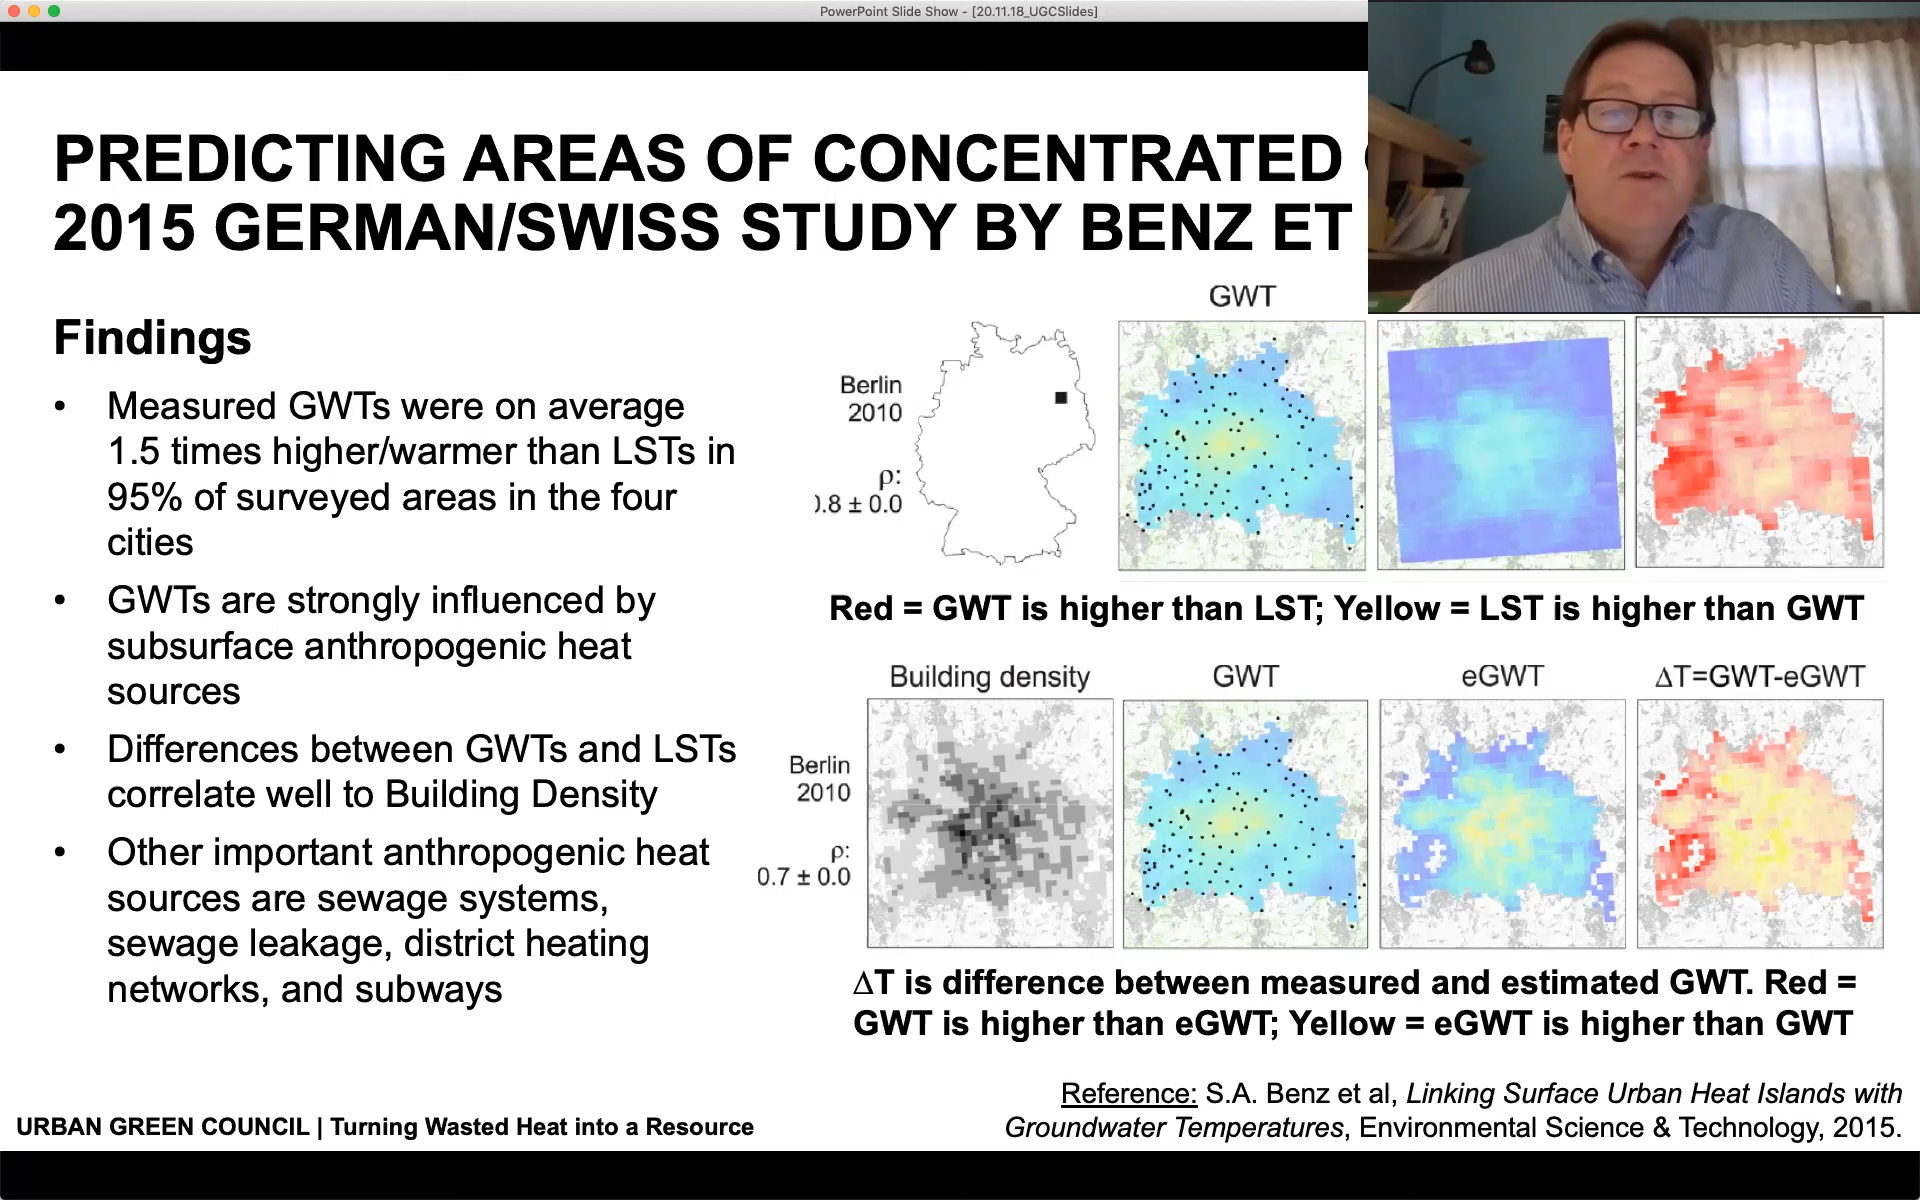 PowerPoint Slide Show - [20.11.18_UGCSlides]
PREDICTING AREAS OF CONCENTRATED
2015 GERMAN/SWISS STUDY BY BENZ ET
Findings
• Measured GWTs were on average
1.5 times higher/warmer than LSTs in
95% of surveyed areas in the four
cities
• GWTs are strongly influenced by
subsurface anthropogenic heat
sources
• Differences between GWTs and LSTs
correlate well to Building Density
• Other important anthropogenic heat
sources are sewage systems,
sewage leakage, district heating
networks, and subways
GWT
Berlin
2010
ρ:
).8 ± 0.0
Red = GWT is higher than LST; Yellow = LST is higher than GWT
Building density GWT eGWT ΔT=GWT-eGWT
Berlin
2010
ρ:
0.7 ± 0.0
ΔT is difference between measured and estimated GWT. Red =
GWT is higher than eGWT; Yellow = eGWT is higher than GWT
Reference: S.A. Benz et al, Linking Surface Urban Heat Islands with
Groundwater Temperatures, Environmental Science & Technology, 2015.
URBAN GREEN COUNCIL | Turning Wasted Heat into a Resource